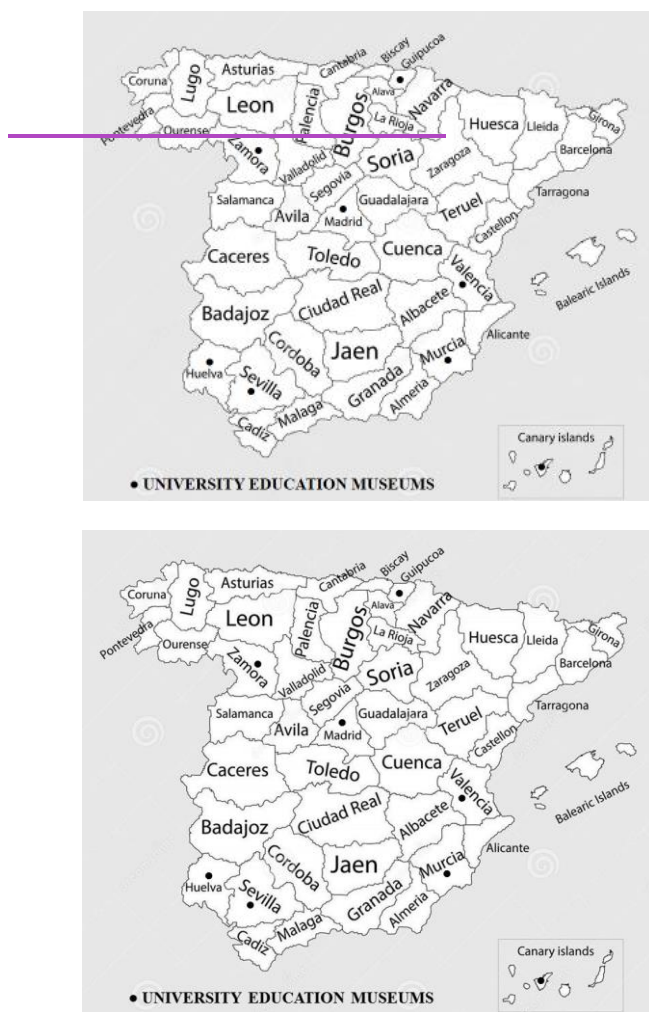 Biscay
Guipucoa
Cantabria
Asturias
Lugo
Coruna
Alava
Navarra
Leon
Palencia
Burgos
La Rioja
Pontevedra
Ourense
Huesca
Lleida
Girona
Zamora
Valladolid
Soria
Zaragoza
Barcelona
Segovia
Salamanca
Avila
Madrid
Guadalajara
Teruel
Tarragona
Castellon
Caceres
Toledo
Cuenca
Valencia
Balearic Islands
Badajoz
Ciudad Real
Albacete
Alicante
Cordoba
Jaen
Murcia
Huelva
Sevilla
Granada
Almeria
Malaga
Cadiz
Canary islands
• UNIVERSITY EDUCATION MUSEUMS
Biscay
Guipucoa
Cantabria
Asturias
Lugo
Coruna
Alava
Navarra
Leon
Palencia
Burgos
La Rioja
Pontevedra
Ourense
Huesca
Lleida
Girona
Zamora
Valladolid
Soria
Zaragoza
Barcelona
Segovia
Salamanca
Avila
Madrid
Guadalajara
Teruel
Tarragona
Castellon
Caceres
Toledo
Cuenca
Valencia
Balearic Islands
Badajoz
Ciudad Real
Albacete
Alicante
Cordoba
Jaen
Murcia
Huelva
Sevilla
Granada
Almeria
Malaga
Cadiz
Canary islands
• UNIVERSITY EDUCATION MUSEUMS